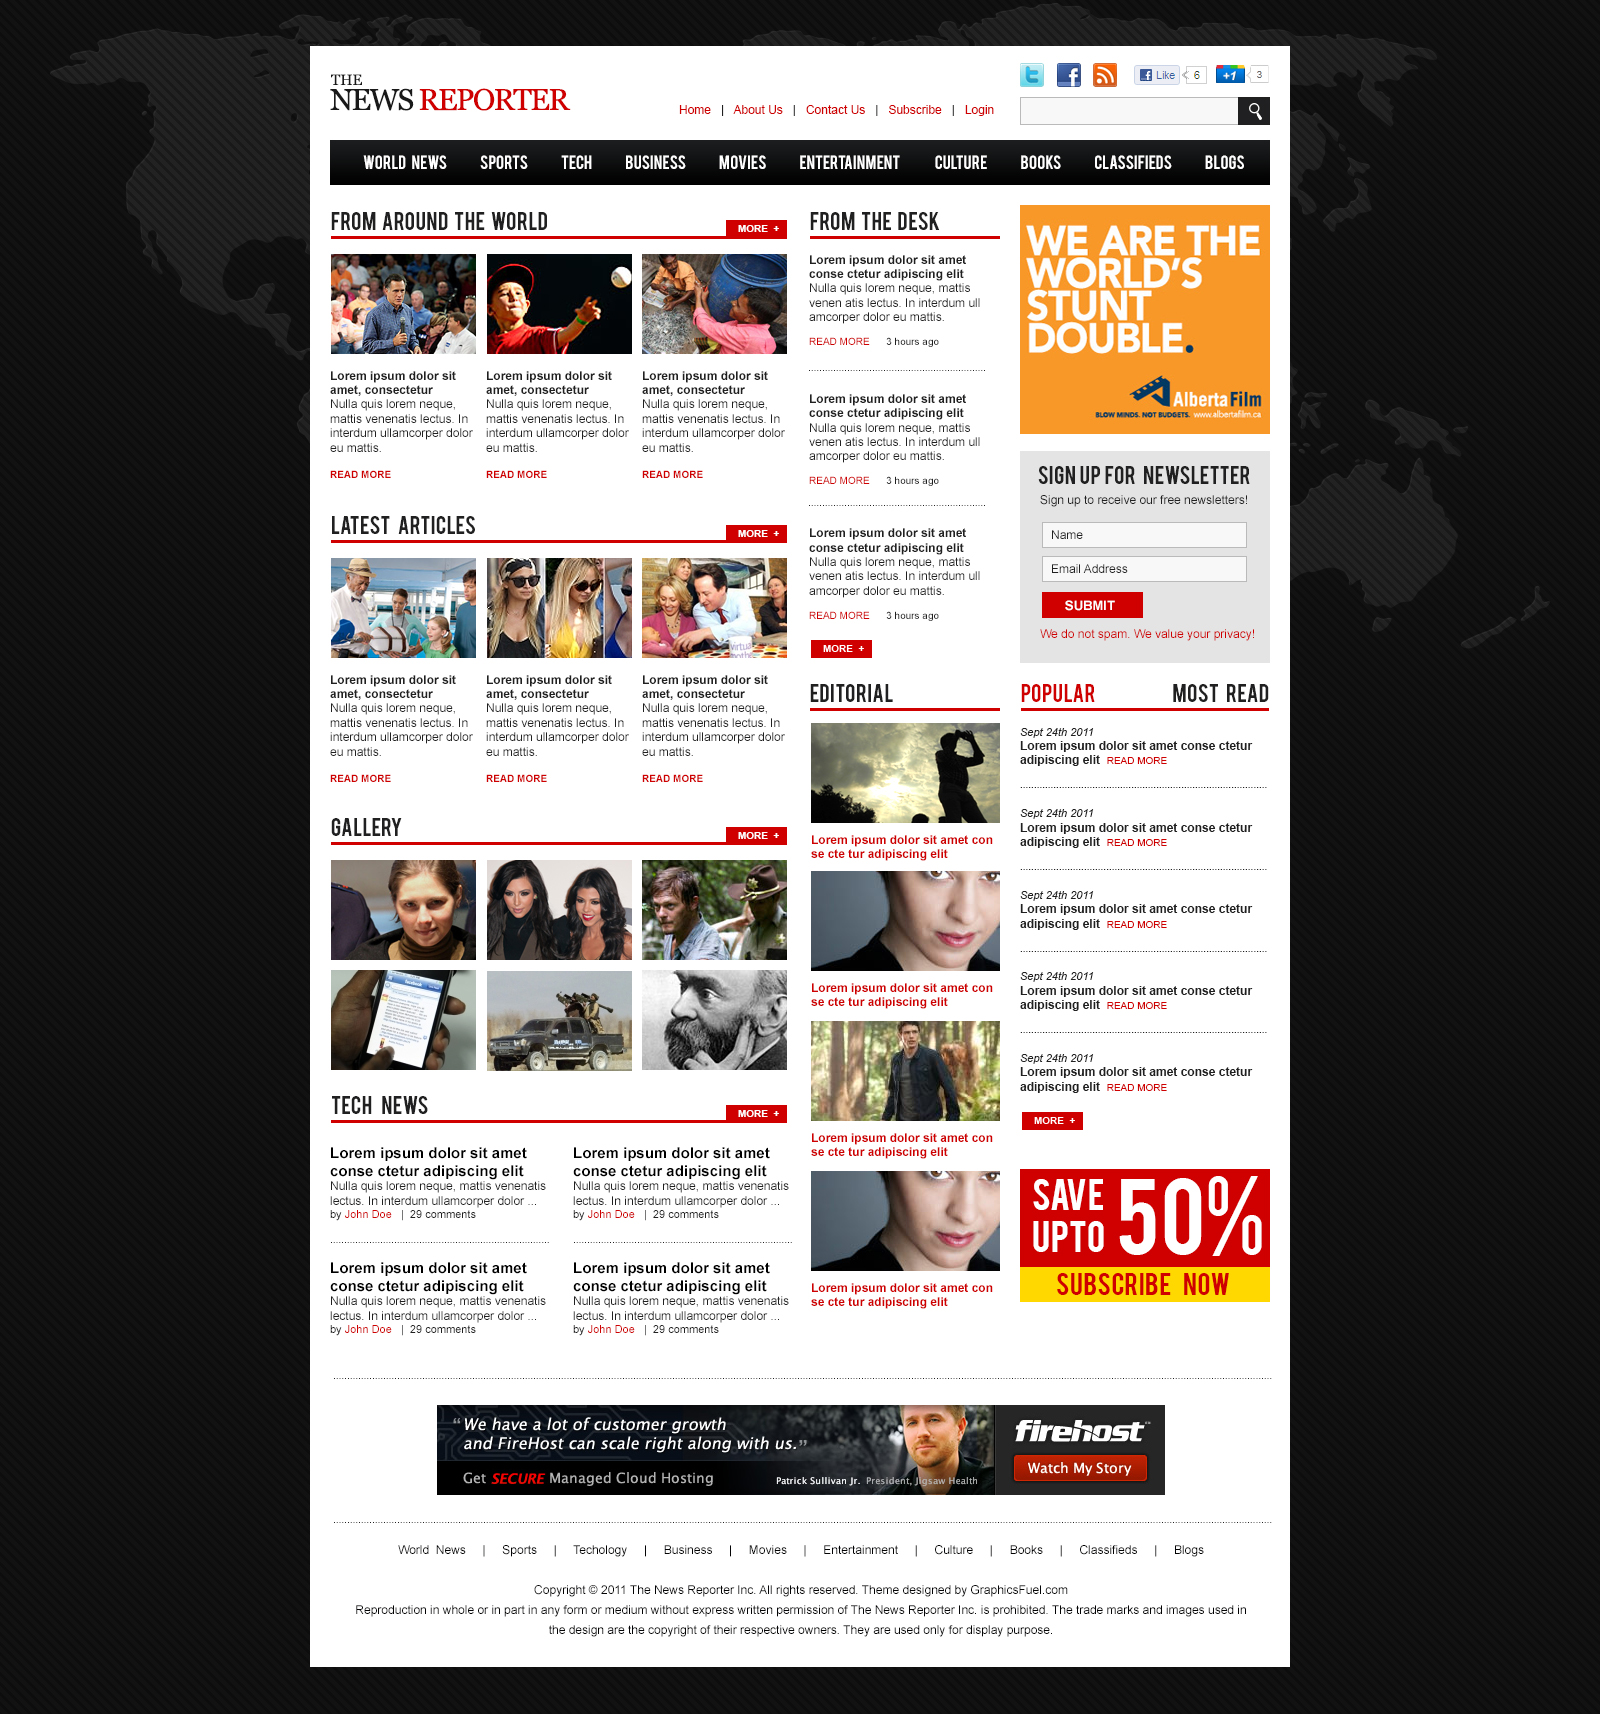 THE
NEWS REPORTER
Home | About Us | Contact Us | Subscribe | Login
Like 6 +1 3
WORLD NEWS SPORTS TECH BUSINESS MOVIES ENTERTAINMENT CULTURE BOOKS CLASSIFIEDS BLOGS
FROM AROUND THE WORLD
MORE +
Lorem ipsum dolor sit
amet, consectetur
Nulla quis lorem neque,
mattis venenatis lectus. In
interdum ullamcorper dolor
eu mattis.
READ MORE
Lorem ipsum dolor sit
amet, consectetur
Nulla quis lorem neque,
mattis venenatis lectus. In
interdum ullamcorper dolor
eu mattis.
READ MORE
Lorem ipsum dolor sit
amet, consectetur
Nulla quis lorem neque,
mattis venenatis lectus. In
interdum ullamcorper dolor
eu mattis.
READ MORE
LATEST ARTICLES
MORE +
Lorem ipsum dolor sit
amet, consectetur
Nulla quis lorem neque,
mattis venenatis lectus. In
interdum ullamcorper dolor
eu mattis.
READ MORE
Lorem ipsum dolor sit
amet, consectetur
Nulla quis lorem neque,
mattis venenatis lectus. In
interdum ullamcorper dolor
eu mattis.
READ MORE
Lorem ipsum dolor sit
amet, consectetur
Nulla quis lorem neque,
mattis venenatis lectus. In
interdum ullamcorper dolor
eu mattis.
READ MORE
GALLERY
MORE +
TECH NEWS
MORE +
Lorem ipsum dolor sit amet
conse ctetur adipiscing elit
Nulla quis lorem neque, mattis venenatis
lectus. In interdum ullamcorper dolor ...
by John Doe | 29 comments
Lorem ipsum dolor sit amet
conse ctetur adipiscing elit
Nulla quis lorem neque, mattis venenatis
lectus. In interdum ullamcorper dolor ...
by John Doe | 29 comments
Lorem ipsum dolor sit amet
conse ctetur adipiscing elit
Nulla quis lorem neque, mattis venenatis
lectus. In interdum ullamcorper dolor ...
by John Doe | 29 comments
Lorem ipsum dolor sit amet
conse ctetur adipiscing elit
Nulla quis lorem neque, mattis venenatis
lectus. In interdum ullamcorper dolor ...
by John Doe | 29 comments
FROM THE DESK
Lorem ipsum dolor sit amet
conse ctetur adipiscing elit
Nulla quis lorem neque, mattis
venen atis lectus. In interdum ull
amcorper dolor eu mattis.
READ MORE 3 hours ago
Lorem ipsum dolor sit amet
conse ctetur adipiscing elit
Nulla quis lorem neque, mattis
venen atis lectus. In interdum ull
amcorper dolor eu mattis.
READ MORE 3 hours ago
Lorem ipsum dolor sit amet
conse ctetur adipiscing elit
Nulla quis lorem neque, mattis
venen atis lectus. In interdum ull
amcorper dolor eu mattis.
READ MORE 3 hours ago
MORE +
EDITORIAL
Lorem ipsum dolor sit amet con
se cte tur adipiscing elit
Lorem ipsum dolor sit amet con
se cte tur adipiscing elit
Lorem ipsum dolor sit amet con
se cte tur adipiscing elit
Lorem ipsum dolor sit amet con
se cte tur adipiscing elit
WE ARE THE
WORLD'S
STUNT
DOUBLE.
Alberta Film
BLOW MINDS. NOT BUDGETS. www.albertafilm.ca
SIGN UP FOR NEWSLETTER
Sign up to receive our free newsletters!
Name
Email Address
SUBMIT
We do not spam. We value your privacy!
POPULAR MOST READ
Sept 24th 2011
Lorem ipsum dolor sit amet conse ctetur
adipiscing elit READ MORE
Sept 24th 2011
Lorem ipsum dolor sit amet conse ctetur
adipiscing elit READ MORE
Sept 24th 2011
Lorem ipsum dolor sit amet conse ctetur
adipiscing elit READ MORE
Sept 24th 2011
Lorem ipsum dolor sit amet conse ctetur
adipiscing elit READ MORE
Sept 24th 2011
Lorem ipsum dolor sit amet conse ctetur
adipiscing elit READ MORE
MORE +
SAVE
UPTO 50%
SUBSCRIBE NOW
“We have a lot of customer growth
and FireHost can scale right along with us.”
Get SECURE Managed Cloud Hosting
Patrick Sullivan Jr. President, Jigsaw Health
firehost
Watch My Story
World News | Sports | Techology | Business | Movies | Entertainment | Culture | Books | Classifieds | Blogs
Copyright © 2011 The News Reporter Inc. All rights reserved. Theme designed by GraphicsFuel.com
Reproduction in whole or in part in any form or medium without express written permission of The News Reporter Inc. is prohibited. The trade marks and images used in
the design are the copyright of their respective owners. They are used only for display purpose.